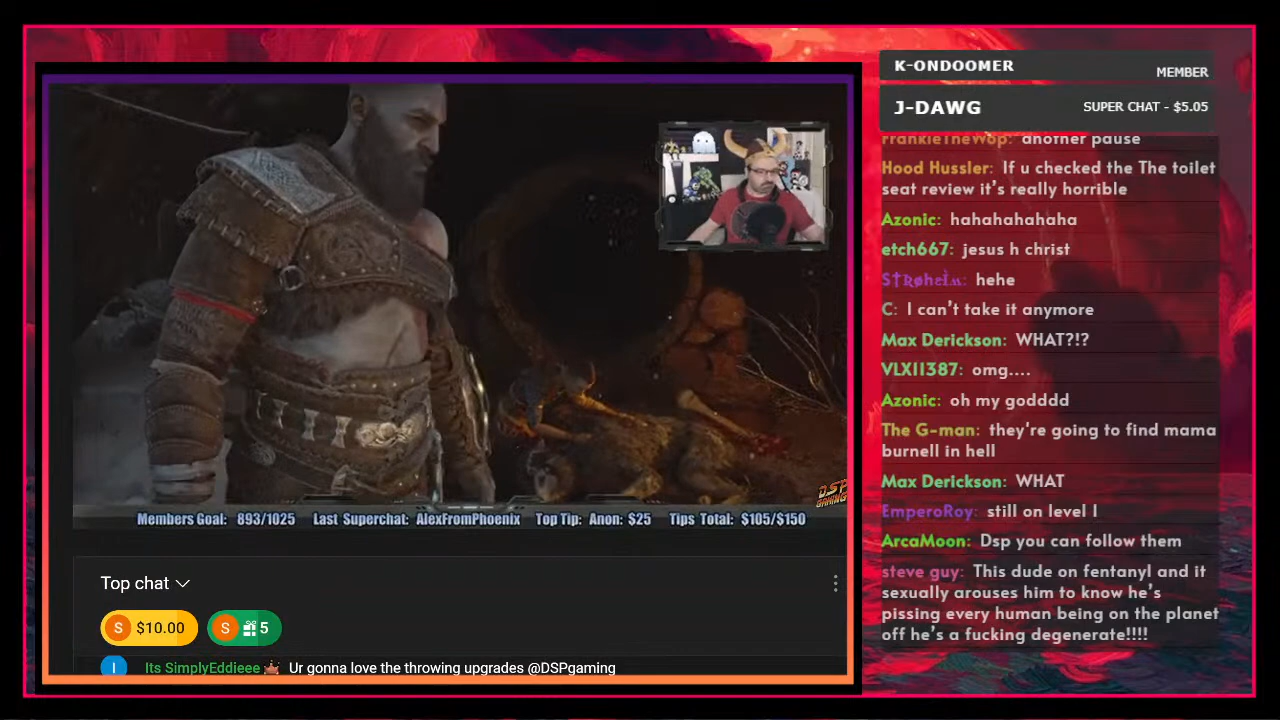 K-ONDOOMER
MEMBER
J-DAWG
SUPER CHAT - $5.05
FrankieTheWop: another pause
Hood Hussler: If u checked the The toilet
seat review it's really horrible
Azonic: hahahahahaha
etch667: jesus h christ
hehe
C: I can't take it anymore
Max Derickson: WHAT?!?
VLXII387: omg....
Azonic: oh my godddd
The G-man: they're going to find mama
burnell in hell
Max Derickson: WHAT
EmperoRoy: still on level 1
ArcaMoon: Dsp you can follow them
steve guy: This dude on fentanyl and it
sexually arouses him to know he's
pissing every human being on the planet
off he's a fucking degenerate!!!!
DSP
GAMING
Members Goal: 893/1025 Last Superchat: AlexFromPhoenix Top Tip: Anon: $25 Tips Total: $105/$150
Top chat
S $10.00 S 5
I Its SimplyEddieee Ur gonna love the throwing upgrades @DSPgaming